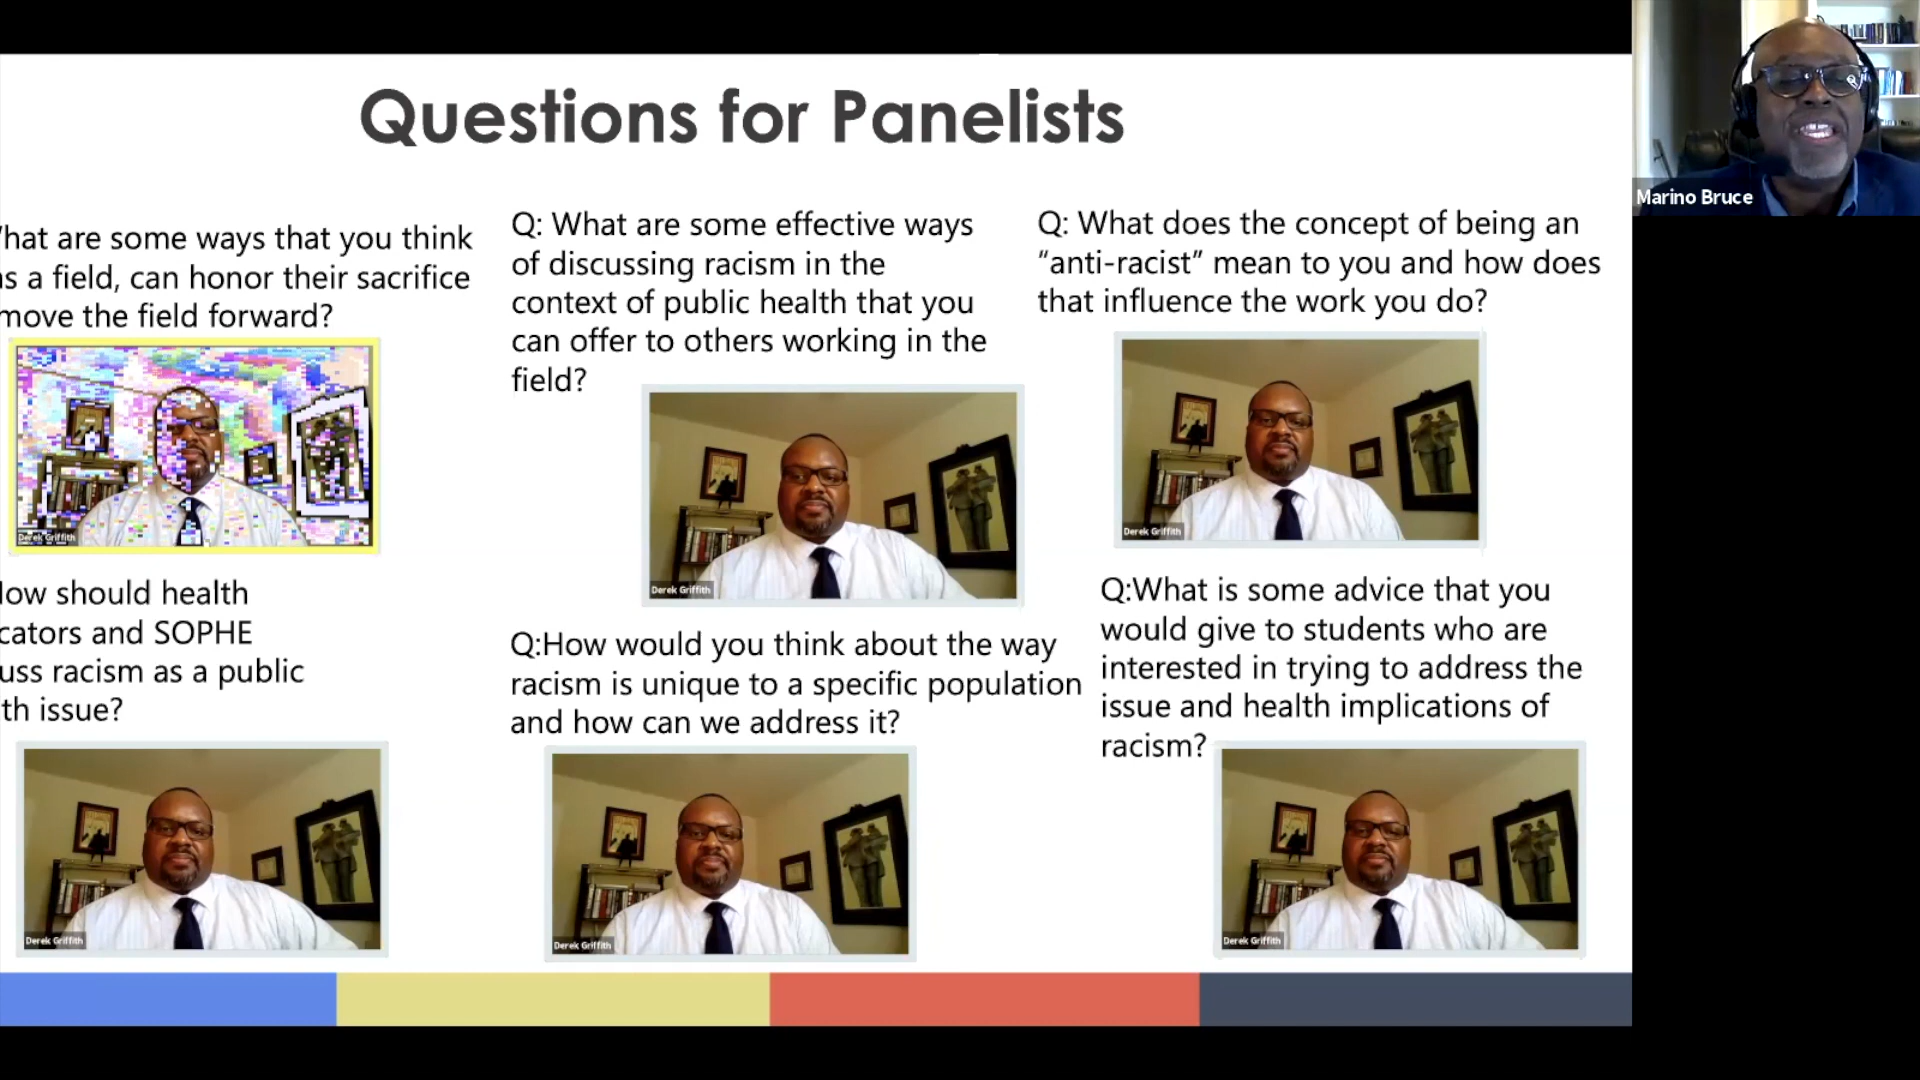 Questions for Panelists
Marino Bruce
hat are some ways that you think
s a field, can honor their sacrifice
move the field forward?
Derek Griffith
Q: What are some effective ways
of discussing racism in the
context of public health that you
can offer to others working in the
field?
Derek Griffith
Q: What does the concept of being an
“anti-racist” mean to you and how does
that influence the work you do?
Derek Griffith
ow should health
cators and SOPHE
uss racism as a public
th issue?
Derek Griffith
Q:How would you think about the way
racism is unique to a specific population
and how can we address it?
Derek Griffith
Q:What is some advice that you
would give to students who are
interested in trying to address the
issue and health implications of
racism?
Derek Griffith